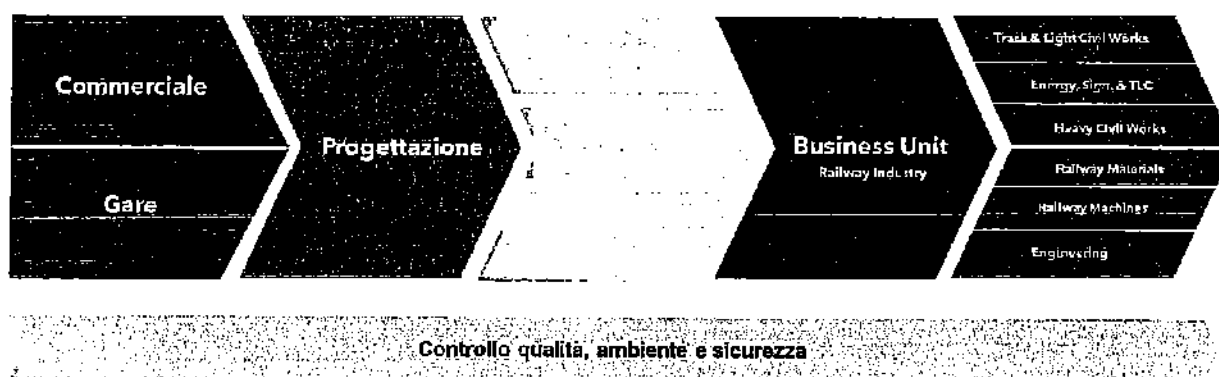 Commerciale
Gare
Progettazione
Business Unit
Railway Industry
Track & Light Civil Works
Energy, Sign. & TLC
Heavy Civil Works
Railway Materials
Railway Machines
Engineering
Controllo qualità, ambiente e sicurezza